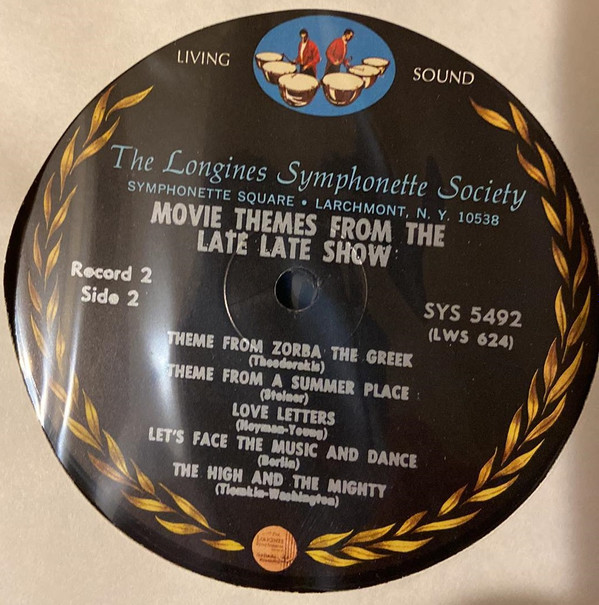 LIVING SOUND
The Longines Symphonette Society
SYMPHONETTE SQUARE • LARCHMONT, N. Y. 10538
MOVIE THEMES FROM THE
LATE LATE SHOW
Record 2
Side 2
SYS 5492
(LWS 624)
THEME FROM ZORBA THE GREEK
(Theodorakis)
THEME FROM A SUMMER PLACE
(Steiner)
LOVE LETTERS
(Heyman-Young)
LET'S FACE THE MUSIC AND DANCE
(Berlin)
THE HIGH AND THE MIGHTY
(Tiomkin-Washington)
LONGINES